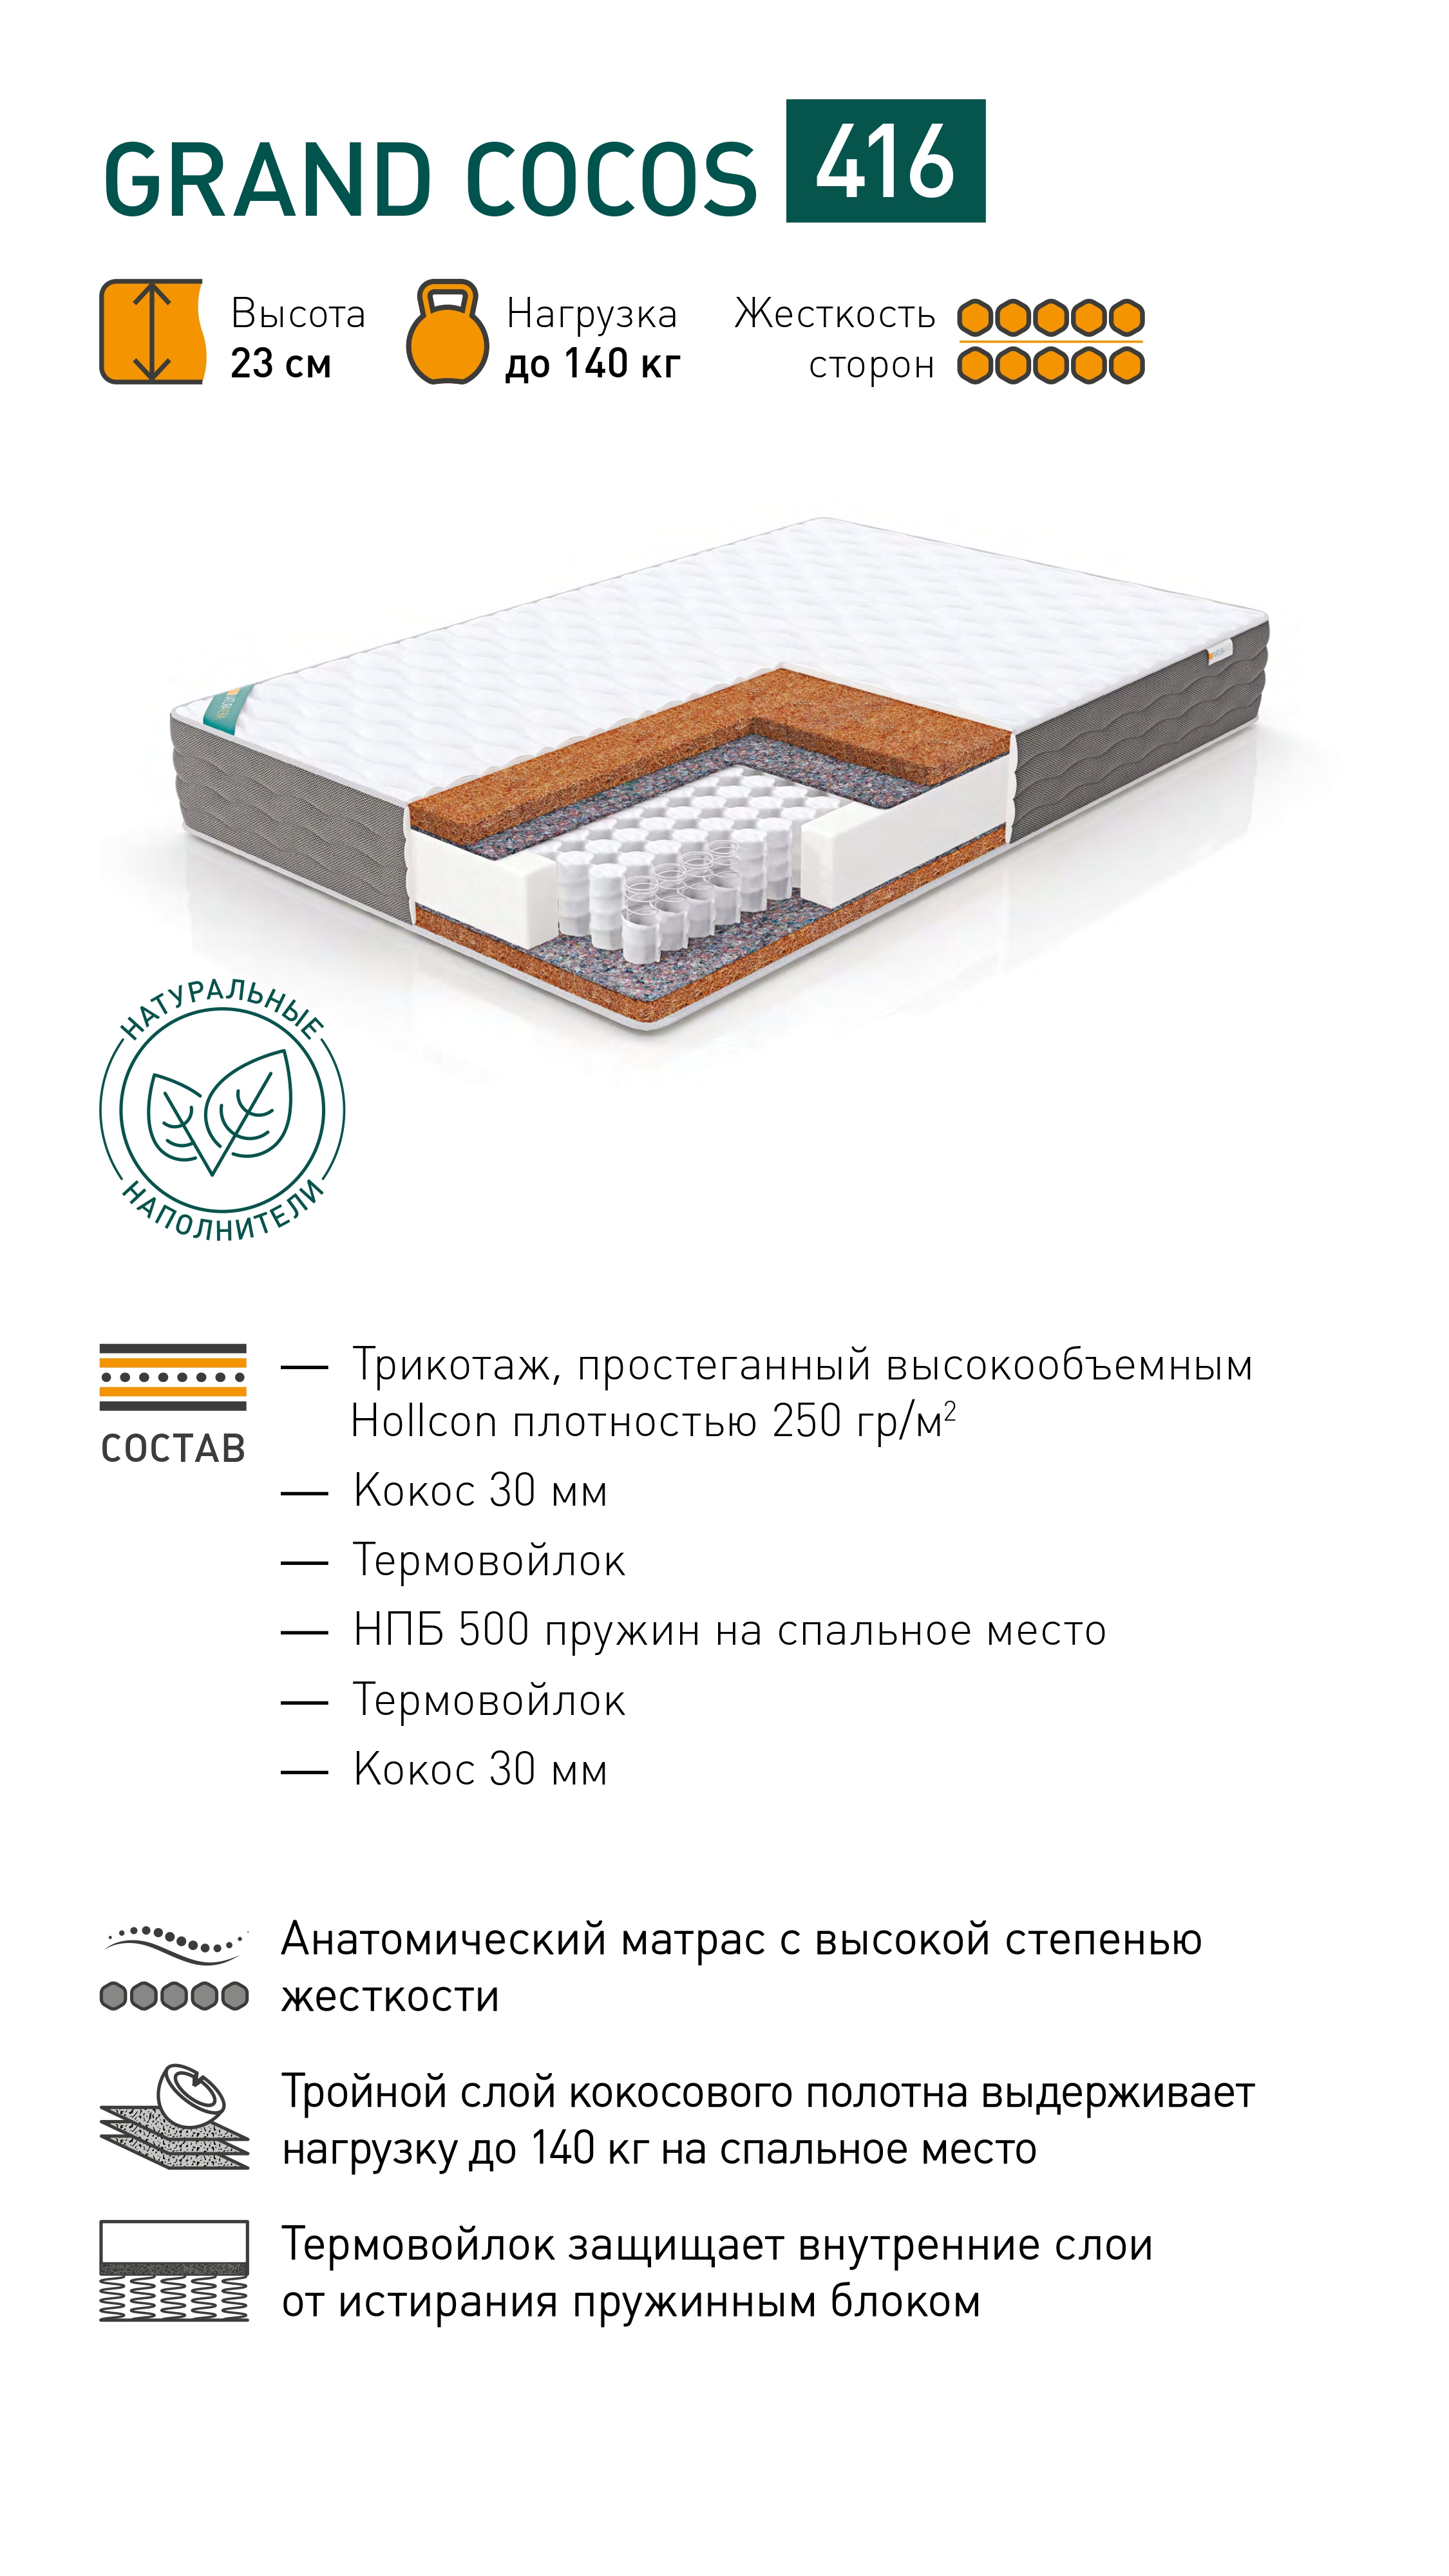 GRAND COCOS 416
Высота
23 см
Нагрузка
до 140 кг
Жесткость
сторон
НАТУРАЛЬНЫЕ
НАПОЛНИТЕЛИ
СОСТАВ
— Трикотаж, простеганный высокообъемным
Hollcon плотностью 250 гр/м²
— Кокос 30 мм
— Термовойлок
— НПБ 500 пружин на спальное место
— Термовойлок
— Кокос 30 мм
Анатомический матрас с высокой степенью
жесткости
Тройной слой кокосового полотна выдерживает
нагрузку до 140 кг на спальное место
Термовойлок защищает внутренние слои
от истирания пружинным блоком